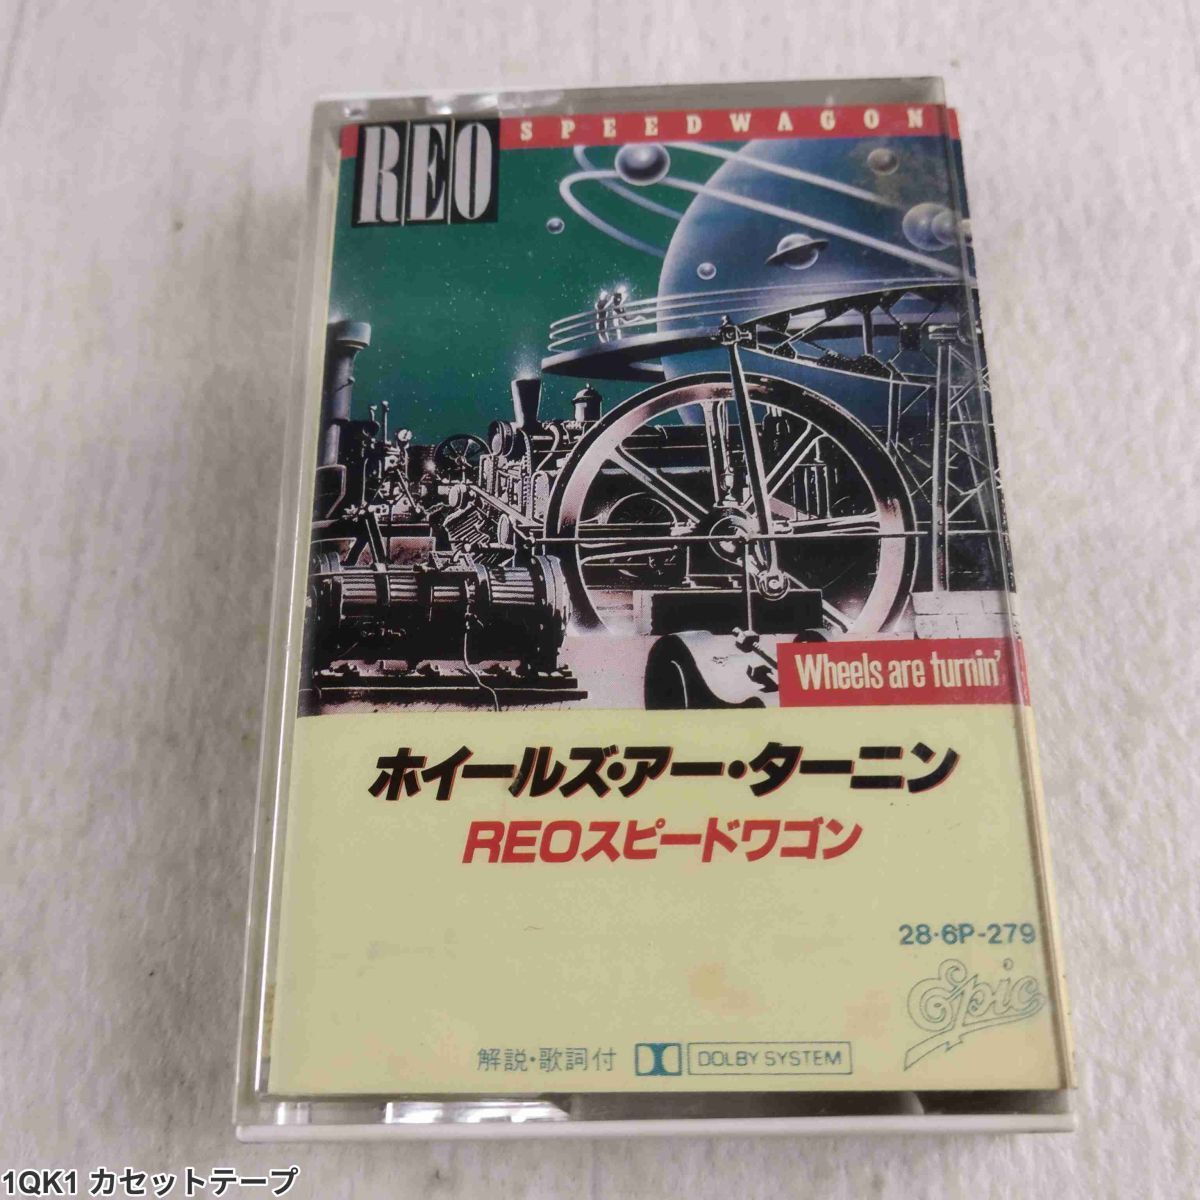 REO SPEEDWAGON
Wheels are turnin'
ホイールズ・アー・ターニン
REOスピードワゴン
28・6P-279
Epic
解説・歌詞付 DOLBY SYSTEM
1QK1 カセットテープ